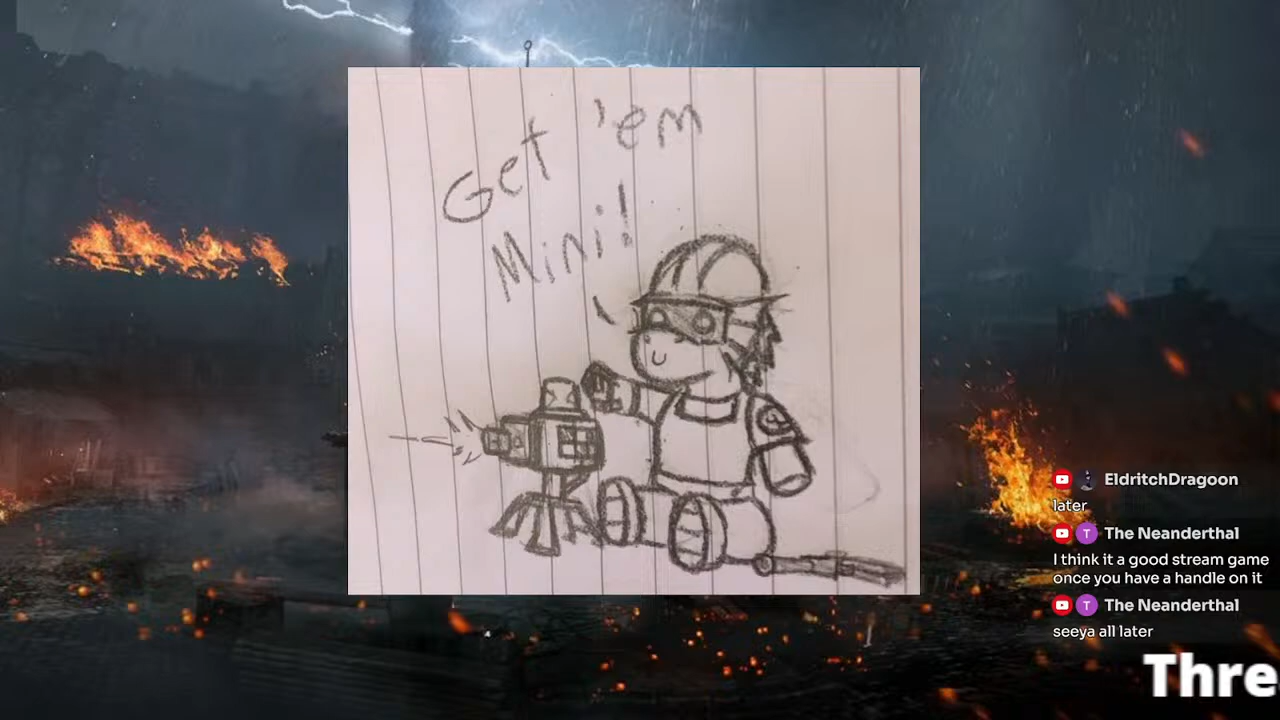 Get 'em
Mini!
EldritchDragoon
later
The Neanderthal
I think it a good stream game
once you have a handle on it
The Neanderthal
seeya all later
Thre